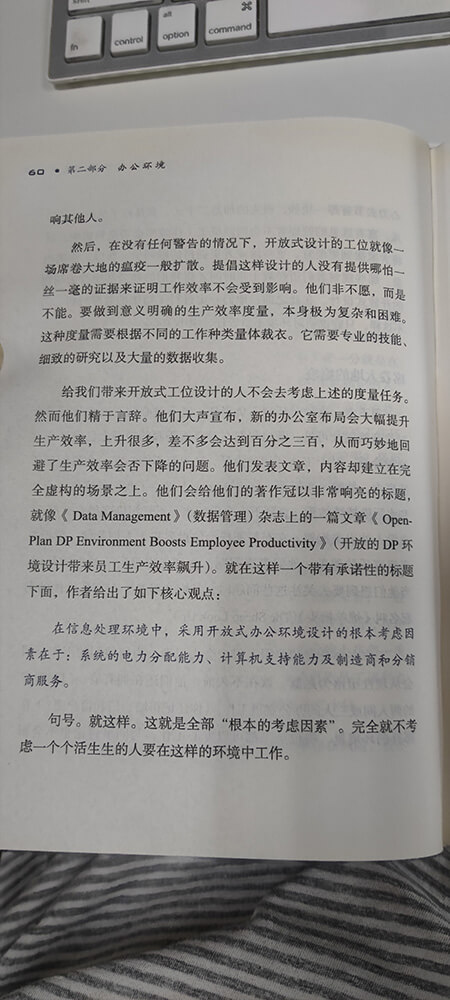 shift
fn
control
alt
option
⌘
command
60 • 第二部分 办公环境
响其他人。
然后，在没有任何警告的情况下，开放式设计的工位就像一
场席卷大地的瘟疫一般扩散。提倡这样设计的人没有提供哪怕一
丝一毫的证据来证明工作效率不会受到影响。他们非不愿，而是
不能。要做到意义明确的生产效率度量，本身极为复杂和困难。
这种度量需要根据不同的工作种类量体裁衣。它需要专业的技能、
细致的研究以及大量的数据收集。
给我们带来开放式工位设计的人不会去考虑上述的度量任务。
然而他们精于言辞。他们大声宣布，新的办公室布局会大幅提升
生产效率，上升很多，差不多会达到百分之三百，从而巧妙地回
避了生产效率会否下降的问题。他们发表文章，内容却建立在完
全虚构的场景之上。他们会给他们的著作冠以非常响亮的标题，
就像《Data Management》（数据管理）杂志上的一篇文章《Open-
Plan DP Environment Boosts Employee Productivity》（开放的 DP 环
境设计带来员工生产效率飙升）。就在这样一个带有承诺性的标题
下面，作者给出了如下核心观点：
在信息处理环境中，采用开放式办公环境设计的根本考虑因
素在于：系统的电力分配能力、计算机支持能力及制造商和分销
商服务。
句号。就这样。这就是全部“根本的考虑因素”。完全就不考
虑一个个活生生的人要在这样的环境中工作。